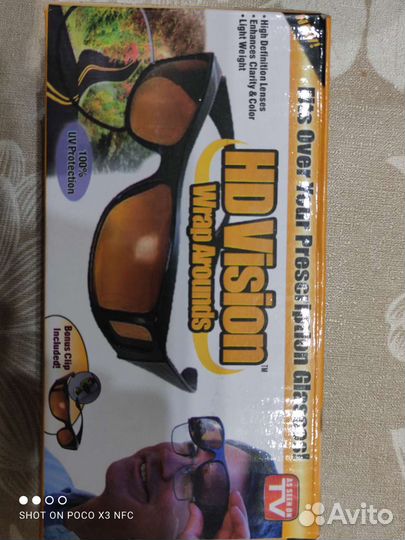 Fits Over Your Prescription Glasses!
• High Definition Lenses
• Enhances Clarity & Color
• Light Weight
HD Vision™
Wrap Arounds
100%
UV Protection
Bonus Clip
Included!
AS SEEN ON
TV
SHOT ON POCO X3 NFC
Avito